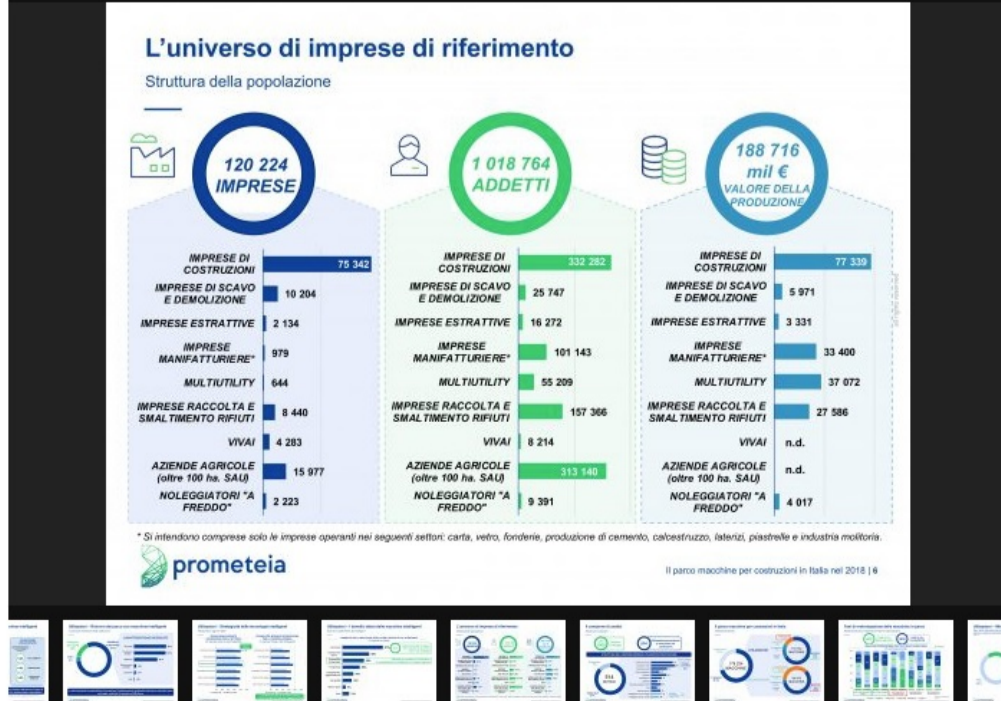 L'universo di imprese di riferimento
Struttura della popolazione
120 224
IMPRESE
IMPRESE DI
COSTRUZIONI
75 342
IMPRESE DI SCAVO
E DEMOLIZIONE
10 204
IMPRESE ESTRATTIVE
2 134
IMPRESE
MANIFATTURIERE*
979
MULTIUTILITY
644
IMPRESE RACCOLTA E
SMALTIMENTO RIFIUTI
8 440
VIVAI
4 283
AZIENDE AGRICOLE
(oltre 100 ha. SAU)
15 977
NOLEGGIATORI "A
FREDDO"
2 223
1 018 764
ADDETTI
IMPRESE DI
COSTRUZIONI
332 282
IMPRESE DI SCAVO
E DEMOLIZIONE
25 747
IMPRESE ESTRATTIVE
16 272
IMPRESE
MANIFATTURIERE*
101 143
MULTIUTILITY
55 209
IMPRESE RACCOLTA E
SMALTIMENTO RIFIUTI
157 366
VIVAI
8 214
AZIENDE AGRICOLE
(oltre 100 ha. SAU)
313 140
NOLEGGIATORI "A
FREDDO"
9 391
188 716
mil €
VALORE DELLA
PRODUZIONE
IMPRESE DI
COSTRUZIONI
77 339
IMPRESE DI SCAVO
E DEMOLIZIONE
5 971
IMPRESE ESTRATTIVE
3 331
IMPRESE
MANIFATTURIERE*
33 400
MULTIUTILITY
37 072
IMPRESE RACCOLTA E
SMALTIMENTO RIFIUTI
27 586
VIVAI
n.d.
AZIENDE AGRICOLE
(oltre 100 ha. SAU)
n.d.
NOLEGGIATORI "A
FREDDO"
4 017
* Si intendono comprese solo le imprese operanti nei seguenti settori: carta, vetro, fonderie, produzione di cemento, calcestruzzo, laterizi, piastrelle e industria molitoria.
prometeia
Il parco macchine per costruzioni in Italia nel 2018 | 6